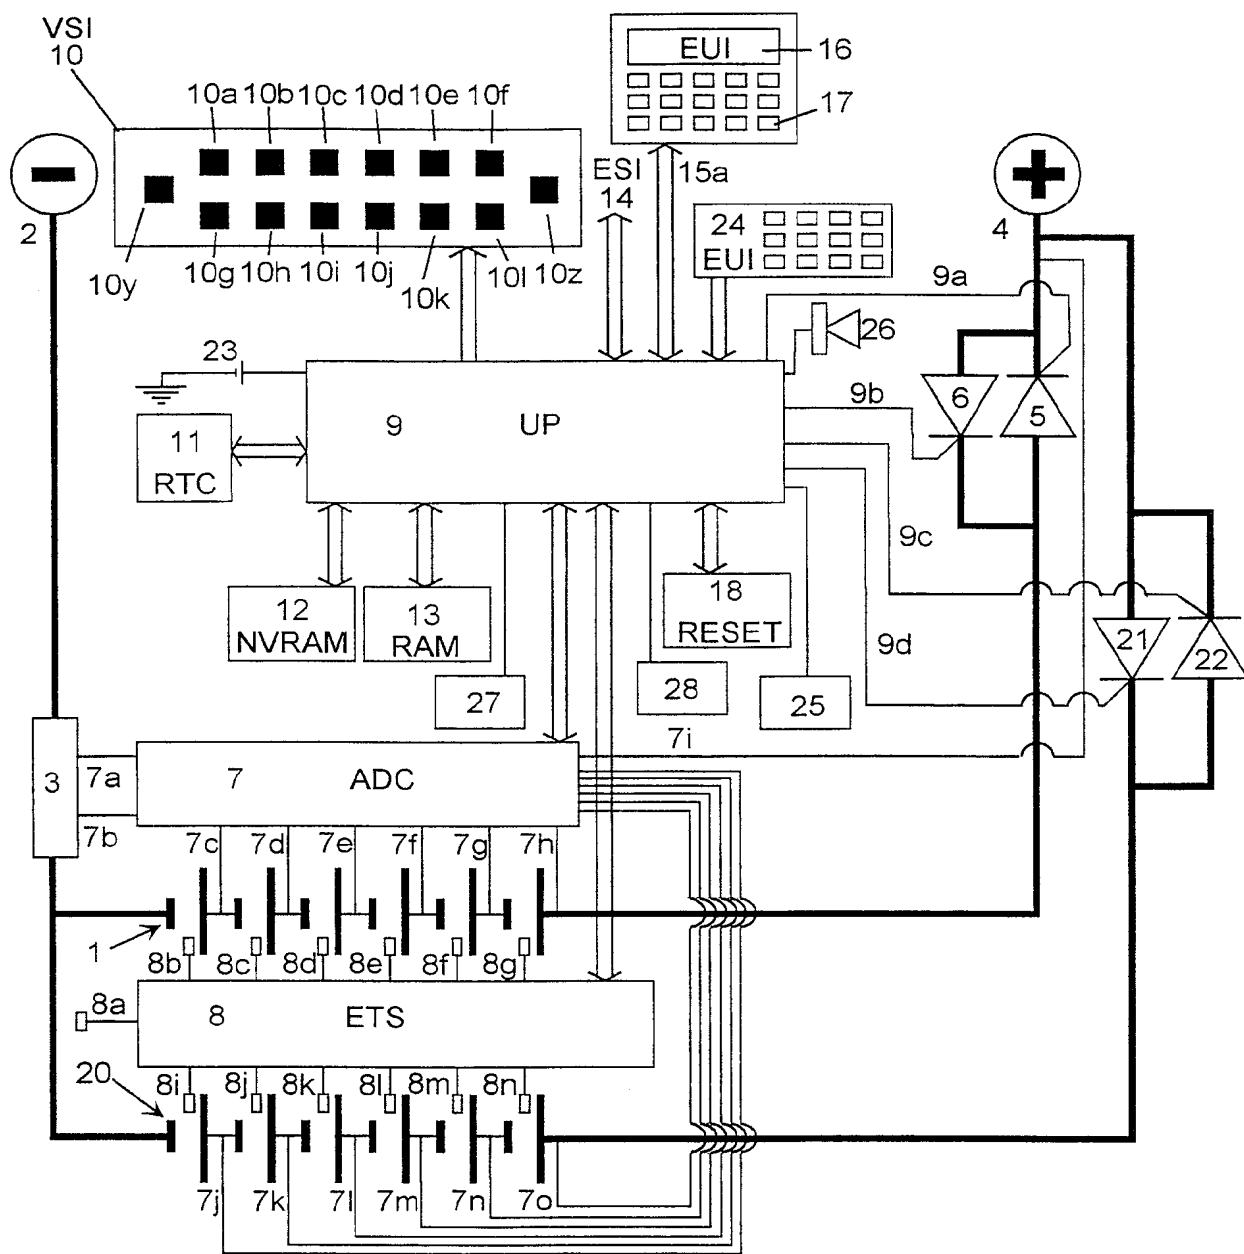 VSI
10
10a 10b 10c 10d 10e 10f
10y 10g 10h 10i 10j 10k 10l 10z
EUI
16
17
15a
ESI
14
24
EUI
2
4
9a
26
23
6
5
9b
9 UP
11
RTC
9c
12
NVRAM
13
RAM
18
RESET
9d
21
22
27
28
25
3
7a
7b
7 ADC
7i
7c 7d 7e 7f 7g 7h
1
8b 8c 8d 8e 8f 8g
8a
8 ETS
20
8i 8j 8k 8l 8m 8n
7j 7k 7l 7m 7n 7o